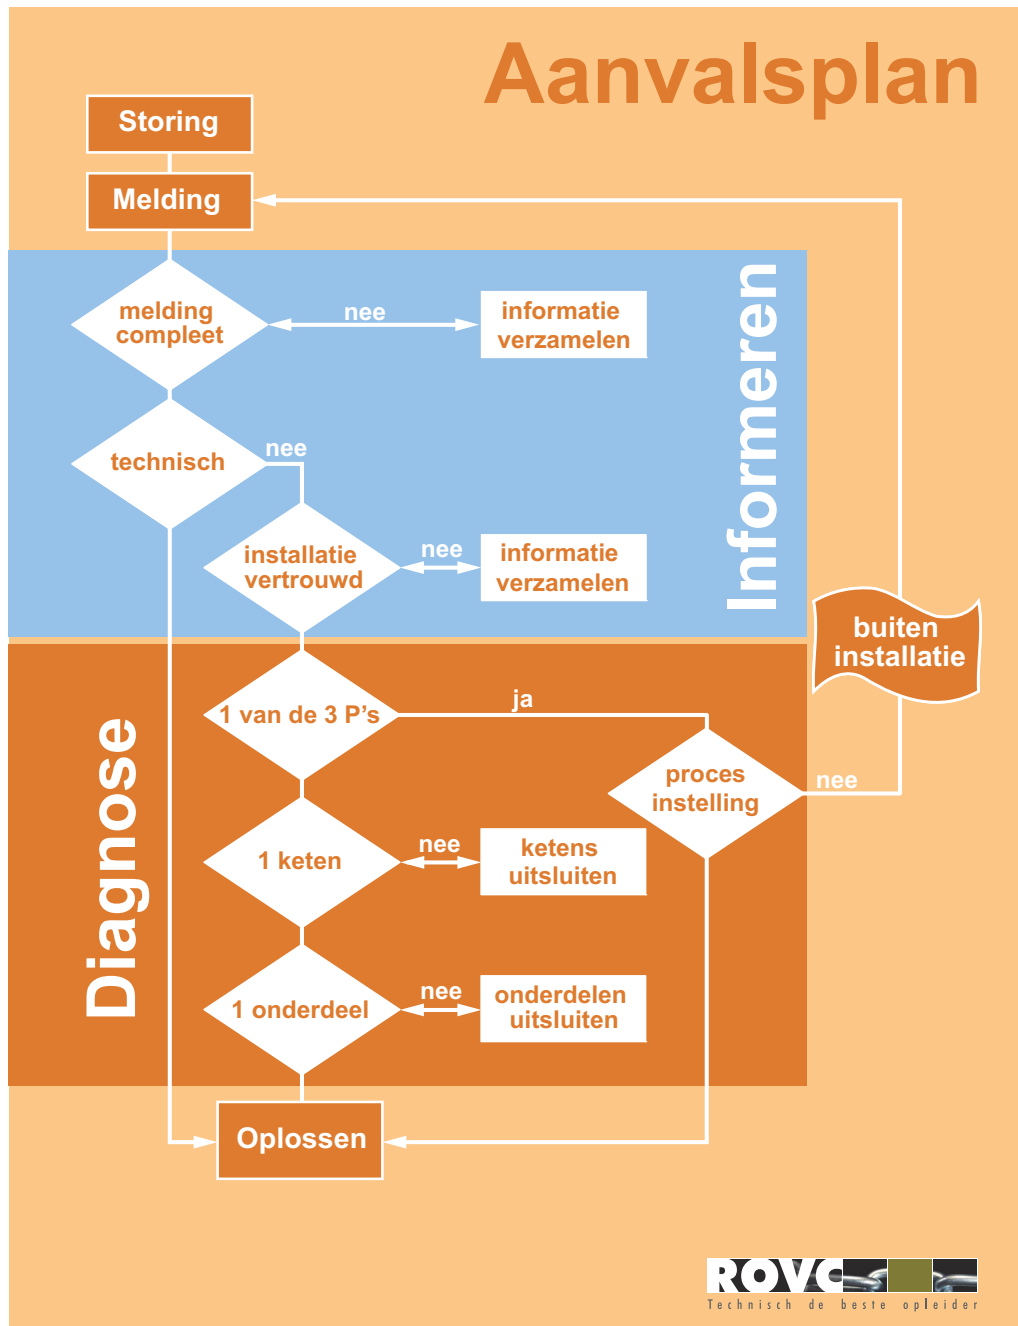 Aanvalsplan
Storing
Melding
melding
compleet
nee
informatie
verzamelen
Informeren
technisch
nee
installatie
vertrouwd
nee
informatie
verzamelen
buiten
installatie
Diagnose
1 van de 3 P's
ja
proces
instelling
nee
1 keten
nee
ketens
uitsluiten
1 onderdeel
nee
onderdelen
uitsluiten
Oplossen
ROVC
Technisch de beste opleider